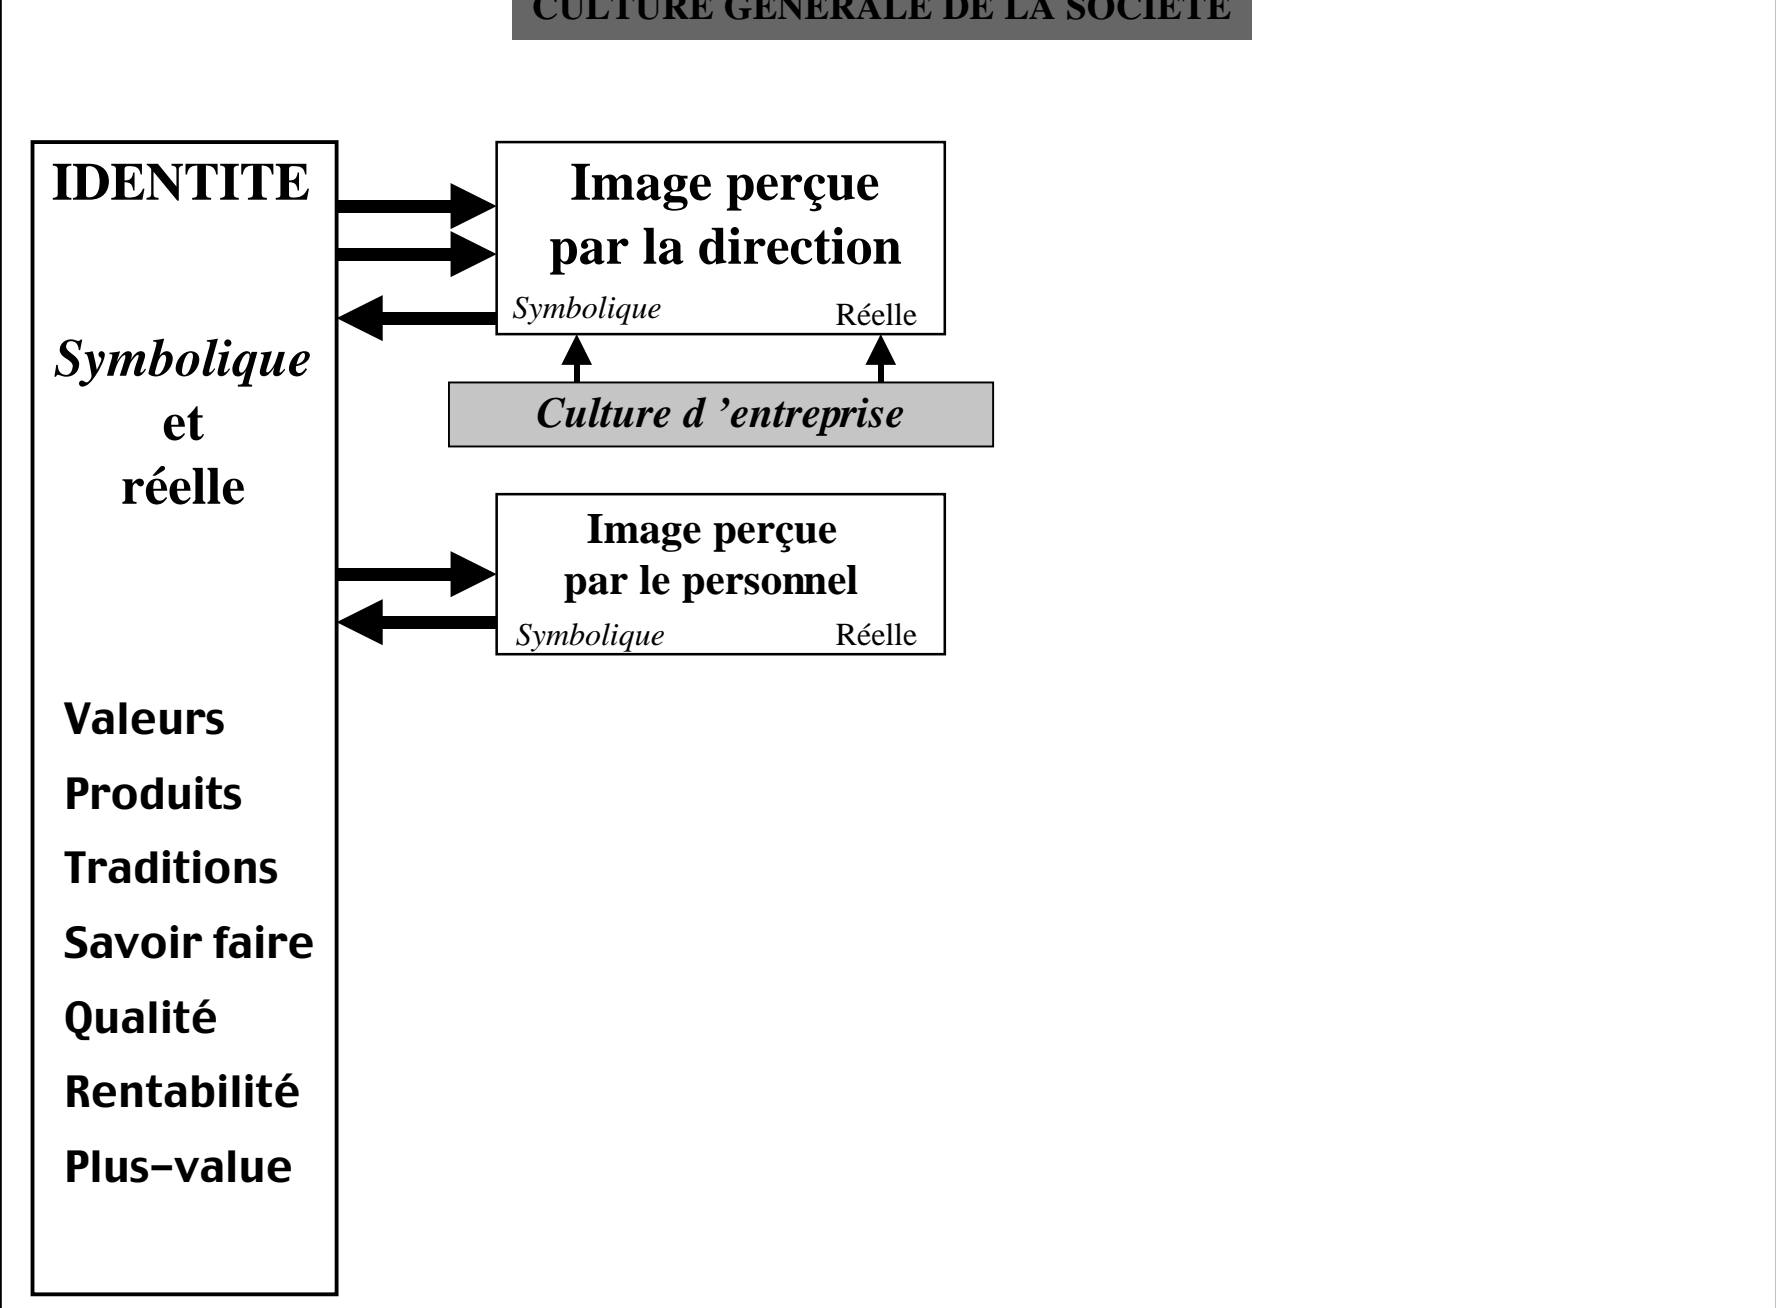 CULTURE GENERALE DE LA SOCIETE
IDENTITE
Symbolique
et
réelle
Valeurs
Produits
Traditions
Savoir faire
Qualité
Rentabilité
Plus-value
Image perçue
par la direction
Symbolique Réelle
Culture d ’entreprise
Image perçue
par le personnel
Symbolique Réelle